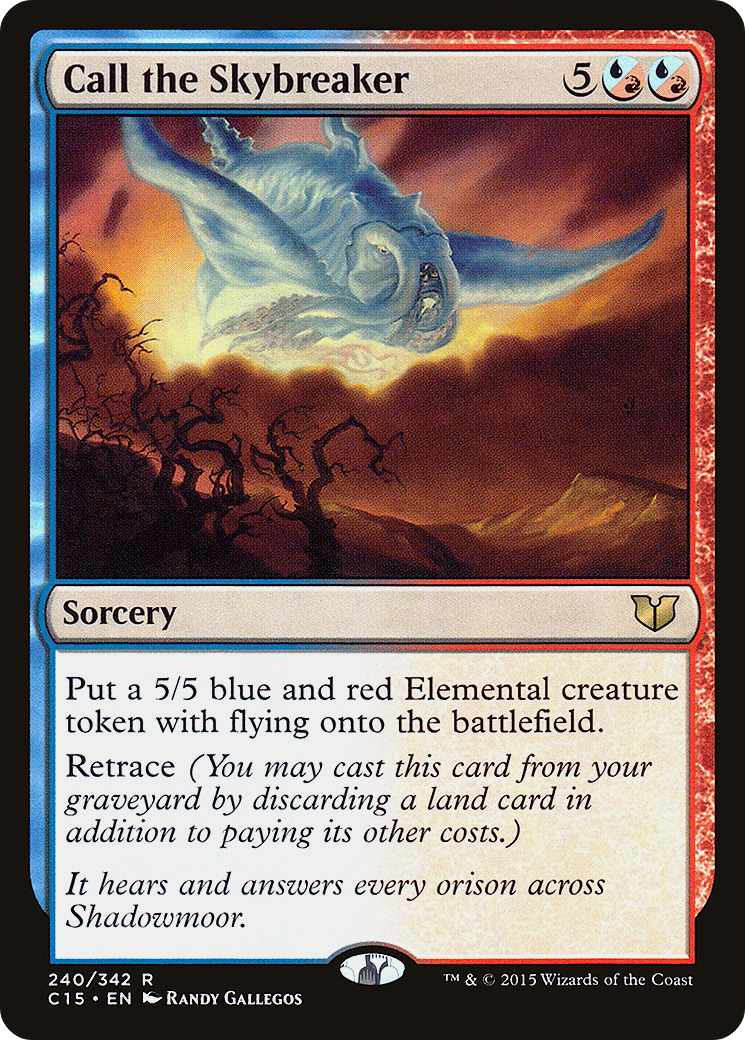 Call the Skybreaker 5
Sorcery
Put a 5/5 blue and red Elemental creature
token with flying onto the battlefield.
Retrace (You may cast this card from your
graveyard by discarding a land card in
addition to paying its other costs.)
It hears and answers every orison across
Shadowmoor.
240/342 R
C15 • EN Randy Gallegos
™ & © 2015 Wizards of the Coast